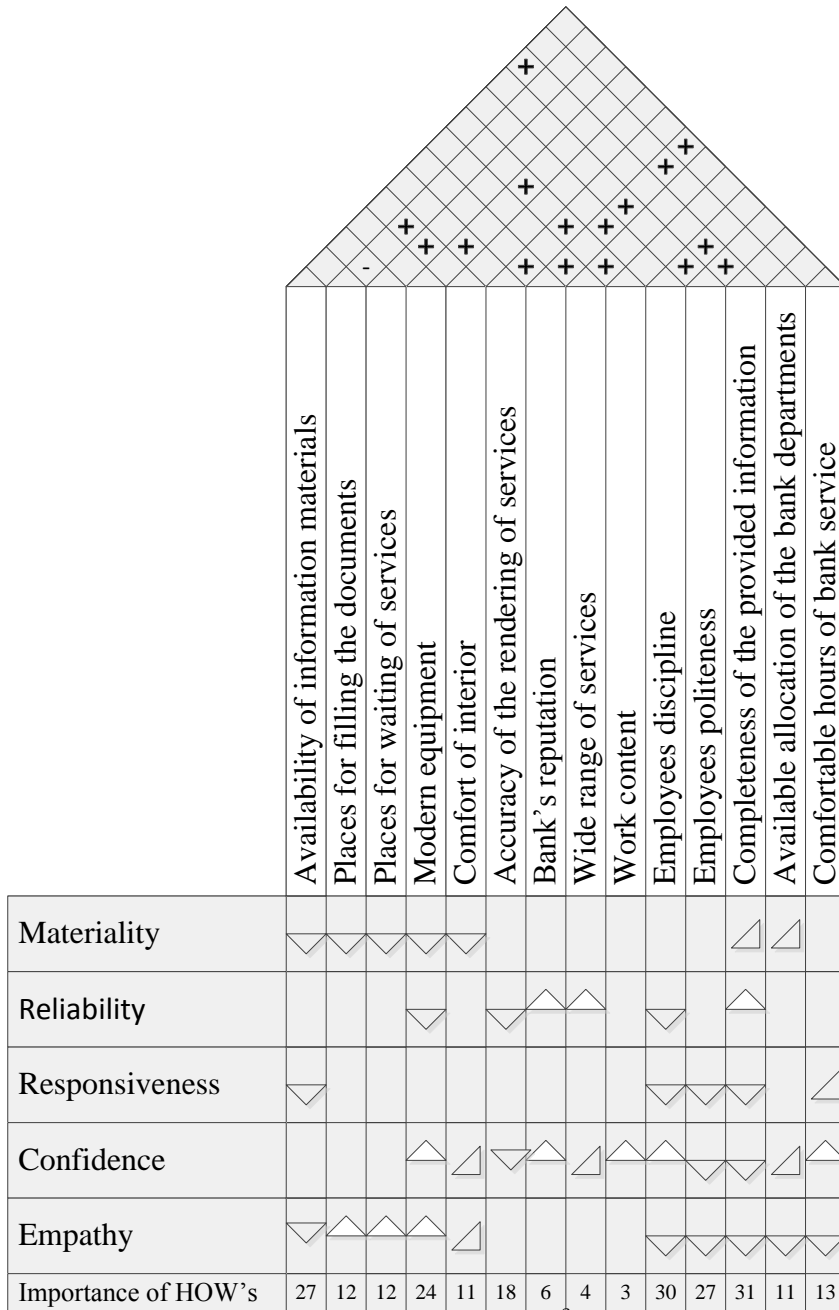 +
+
+
+
+
+ + +
+ + +
- + + + + +
Availability of information materials
Places for filling the documents
Places for waiting of services
Modern equipment
Comfort of interior
Accuracy of the rendering of services
Bank’s reputation
Wide range of services
Work content
Employees discipline
Employees politeness
Completeness of the provided information
Available allocation of the bank departments
Comfortable hours of bank service
Materiality
Reliability
Responsiveness
Confidence
Empathy
Importance of HOW's 27 12 12 24 11 18 6 4 3 30 27 31 11 13